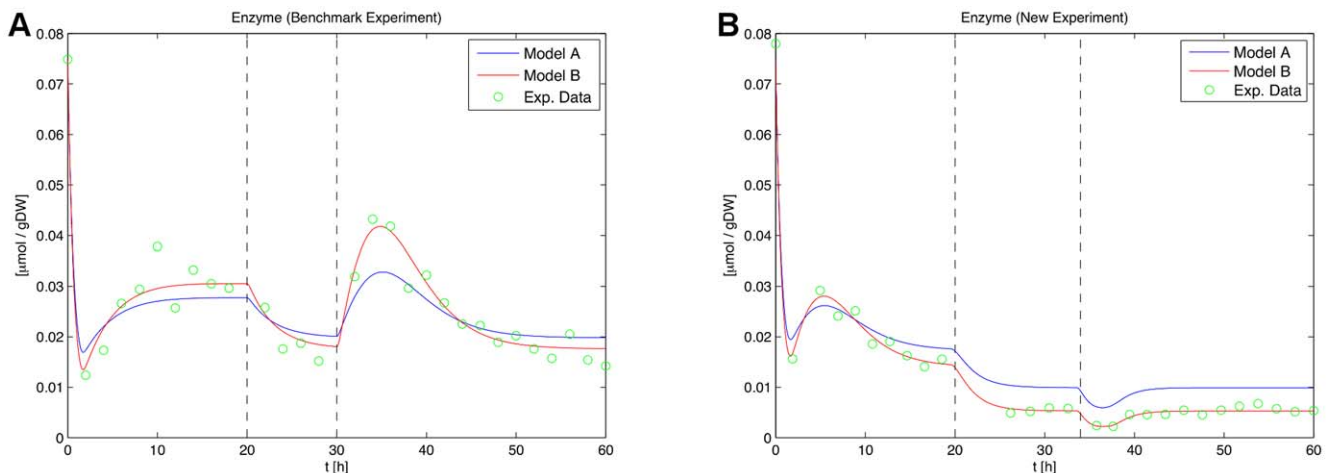 A
Enzyme (Benchmark Experiment)
0.08
0.07
0.06
0.05
0.04
0.03
0.02
0.01
0
[μmol / gDW]
Model A
Model B
Exp. Data
0 10 20 30 40 50 60
t [h]
B
Enzyme (New Experiment)
0.08
0.07
0.06
0.05
0.04
0.03
0.02
0.01
0
[μmol / gDW]
Model A
Model B
Exp. Data
0 10 20 30 40 50 60
t [h]